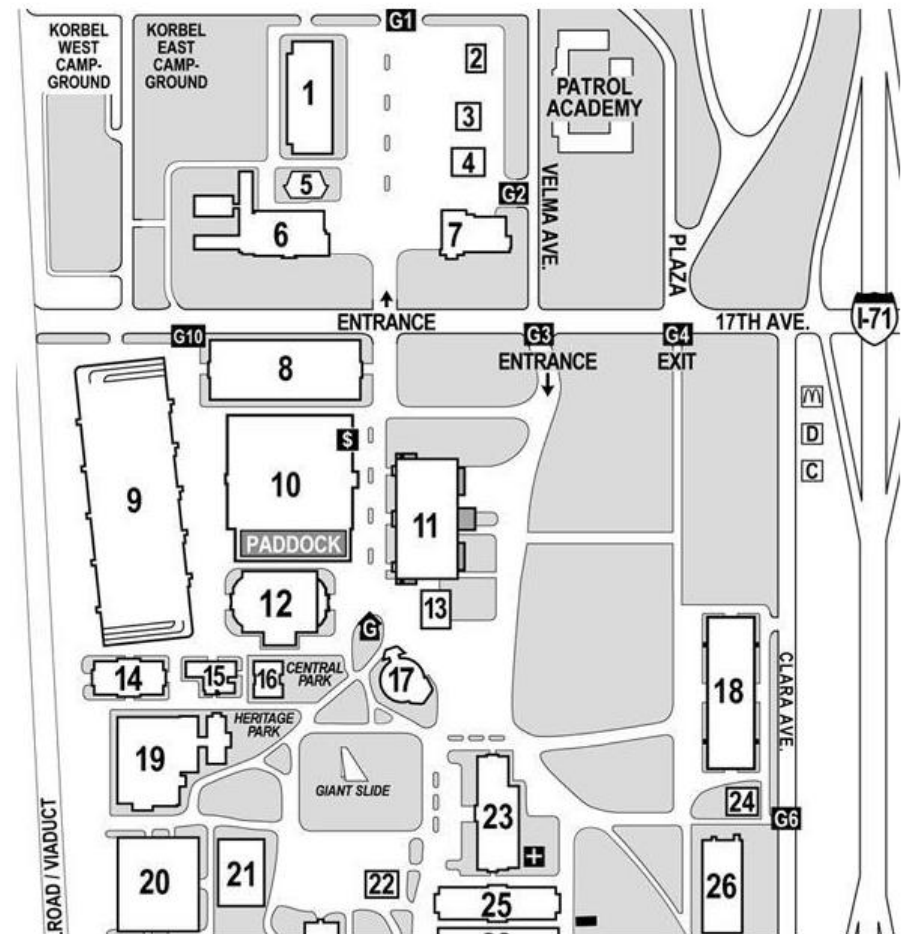 G1
KORBEL
WEST
CAMP-
GROUND
KORBEL
EAST
CAMP-
GROUND
1
2
3
4
PATROL
ACADEMY
5
G2
VELMA AVE.
6
7
PLAZA
ENTRANCE
17TH AVE.
I-71
G10
G3
G4
ENTRANCE
EXIT
8
M
D
C
$
9
10
11
PADDOCK
12
13
G
14
15
16
CENTRAL
PARK
17
18
CLARA AVE.
HERITAGE
PARK
19
GIANT SLIDE
23
24
G6
ROAD / VIADUCT
20
21
22
26
25